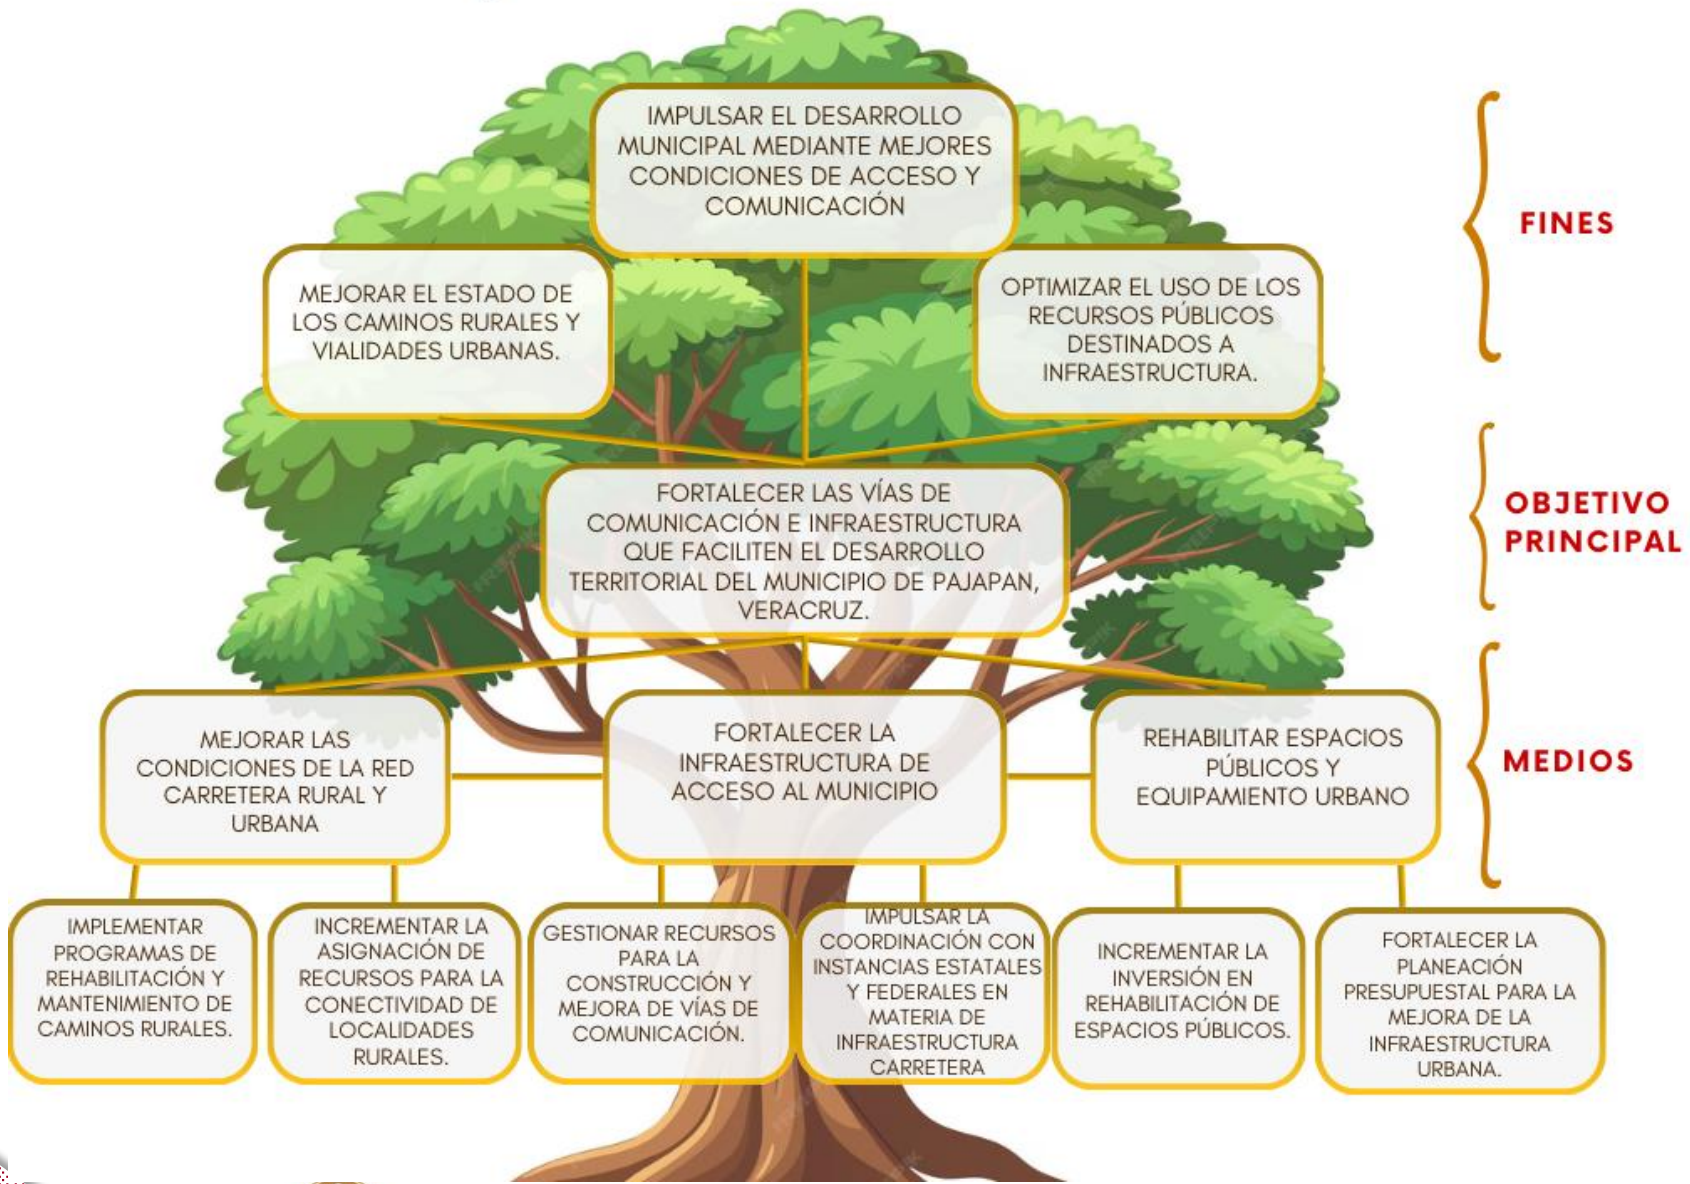 IMPULSAR EL DESARROLLO
MUNICIPAL MEDIANTE MEJORES
CONDICIONES DE ACCESO Y
COMUNICACIÓN
FINES
MEJORAR EL ESTADO DE
LOS CAMINOS RURALES Y
VIALIDADES URBANAS.
OPTIMIZAR EL USO DE LOS
RECURSOS PÚBLICOS
DESTINADOS A
INFRAESTRUCTURA.
FORTALECER LAS VÍAS DE
COMUNICACIÓN E INFRAESTRUCTURA
QUE FACILITEN EL DESARROLLO
TERRITORIAL DEL MUNICIPIO DE PAJAPAN,
VERACRUZ.
OBJETIVO
PRINCIPAL
MEJORAR LAS
CONDICIONES DE LA RED
CARRETERA RURAL Y
URBANA
FORTALECER LA
INFRAESTRUCTURA DE
ACCESO AL MUNICIPIO
REHABILITAR ESPACIOS
PÚBLICOS Y
EQUIPAMIENTO URBANO
MEDIOS
IMPLEMENTAR
PROGRAMAS DE
REHABILITACIÓN Y
MANTENIMIENTO DE
CAMINOS RURALES.
INCREMENTAR LA
ASIGNACIÓN DE
RECURSOS PARA LA
CONECTIVIDAD DE
LOCALIDADES
RURALES.
GESTIONAR RECURSOS
PARA LA
CONSTRUCCIÓN Y
MEJORA DE VÍAS DE
COMUNICACIÓN.
IMPULSAR LA
COORDINACIÓN CON
INSTANCIAS ESTATALES
Y FEDERALES EN
MATERIA DE
INFRAESTRUCTURA
CARRETERA
INCREMENTAR LA
INVERSIÓN EN
REHABILITACIÓN DE
ESPACIOS PÚBLICOS.
FORTALECER LA
PLANEACIÓN
PRESUPUESTAL PARA LA
MEJORA DE LA
INFRAESTRUCTURA
URBANA.